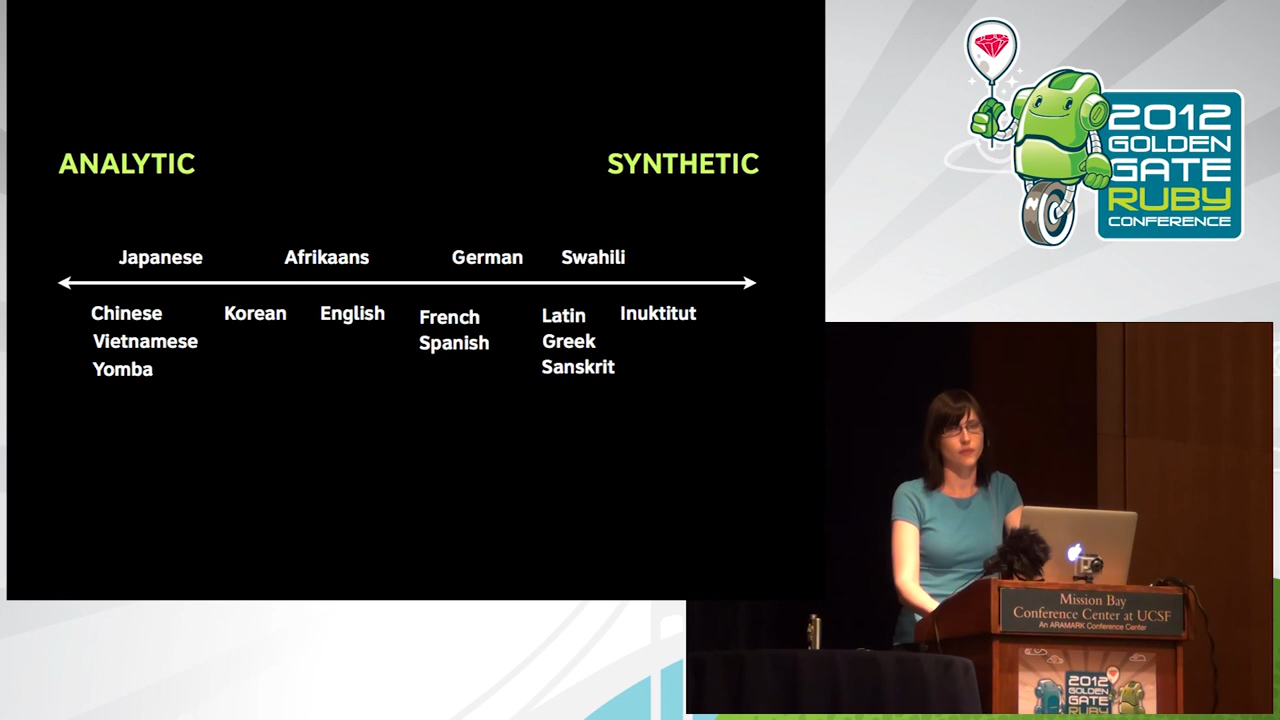 ANALYTIC
SYNTHETIC
Japanese
Afrikaans
German
Swahili
Chinese
Vietnamese
Yomba
Korean
English
French
Spanish
Latin
Greek
Sanskrit
Inuktitut
2012
GOLDEN
GATE
RUBY
CONFERENCE
Mission Bay
Conference Center at UCSF
An ARAMARK Conference Center
2012
GOLDEN
GATE
RUBY